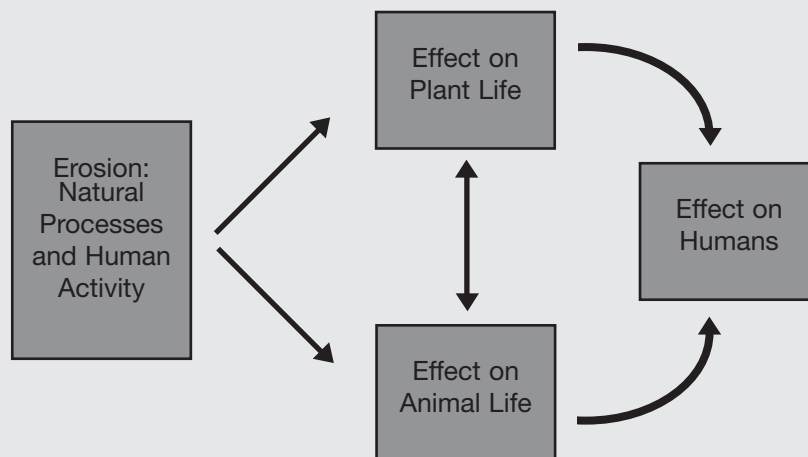 Erosion:
Natural
Processes
and Human
Activity
Effect on
Plant Life
Effect on
Animal Life
Effect on
Humans